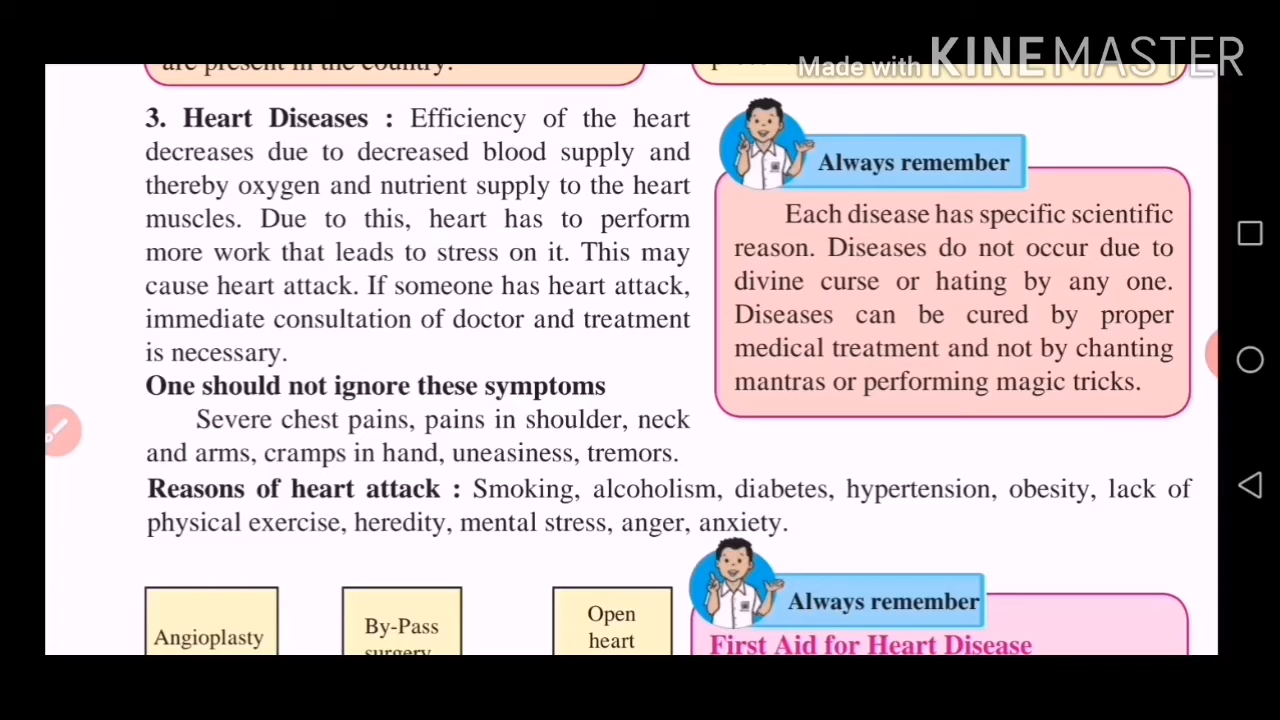 Made with KINEMASTER
are present in the country.
3. Heart Diseases : Efficiency of the heart
decreases due to decreased blood supply and
thereby oxygen and nutrient supply to the heart
muscles. Due to this, heart has to perform
more work that leads to stress on it. This may
cause heart attack. If someone has heart attack,
immediate consultation of doctor and treatment
is necessary.
One should not ignore these symptoms
Severe chest pains, pains in shoulder, neck
and arms, cramps in hand, uneasiness, tremors.
Always remember
Each disease has specific scientific
reason. Diseases do not occur due to
divine curse or hating by any one.
Diseases can be cured by proper
medical treatment and not by chanting
mantras or performing magic tricks.
Reasons of heart attack : Smoking, alcoholism, diabetes, hypertension, obesity, lack of
physical exercise, heredity, mental stress, anger, anxiety.
Angioplasty
By-Pass
surgery
Open
heart
Always remember
First Aid for Heart Disease